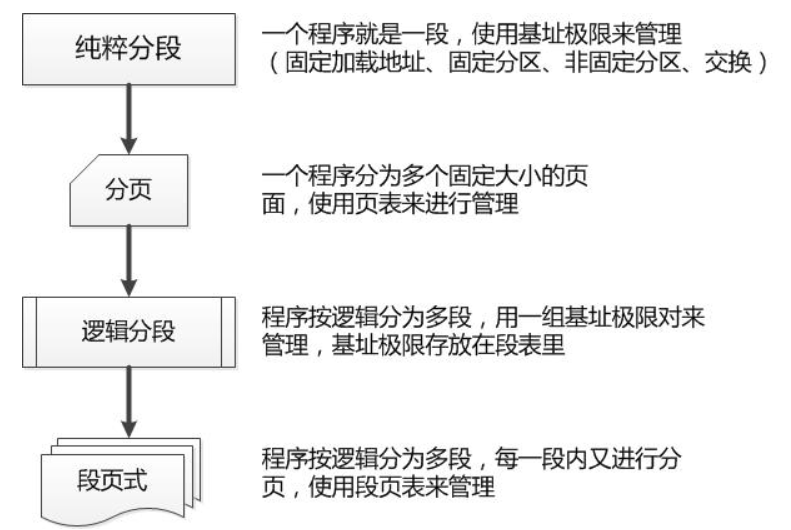 纯粹分段
一个程序就是一段，使用基址极限来管理
（固定加载地址、固定分区、非固定分区、交换）
分页
一个程序分为多个固定大小的页
面，使用页表来进行管理
逻辑分段
程序按逻辑分为多段，用一组基址极限对来
管理，基址极限存放在段表里
段页式
程序按逻辑分为多段，每一段内又进行分
页，使用段页表来管理